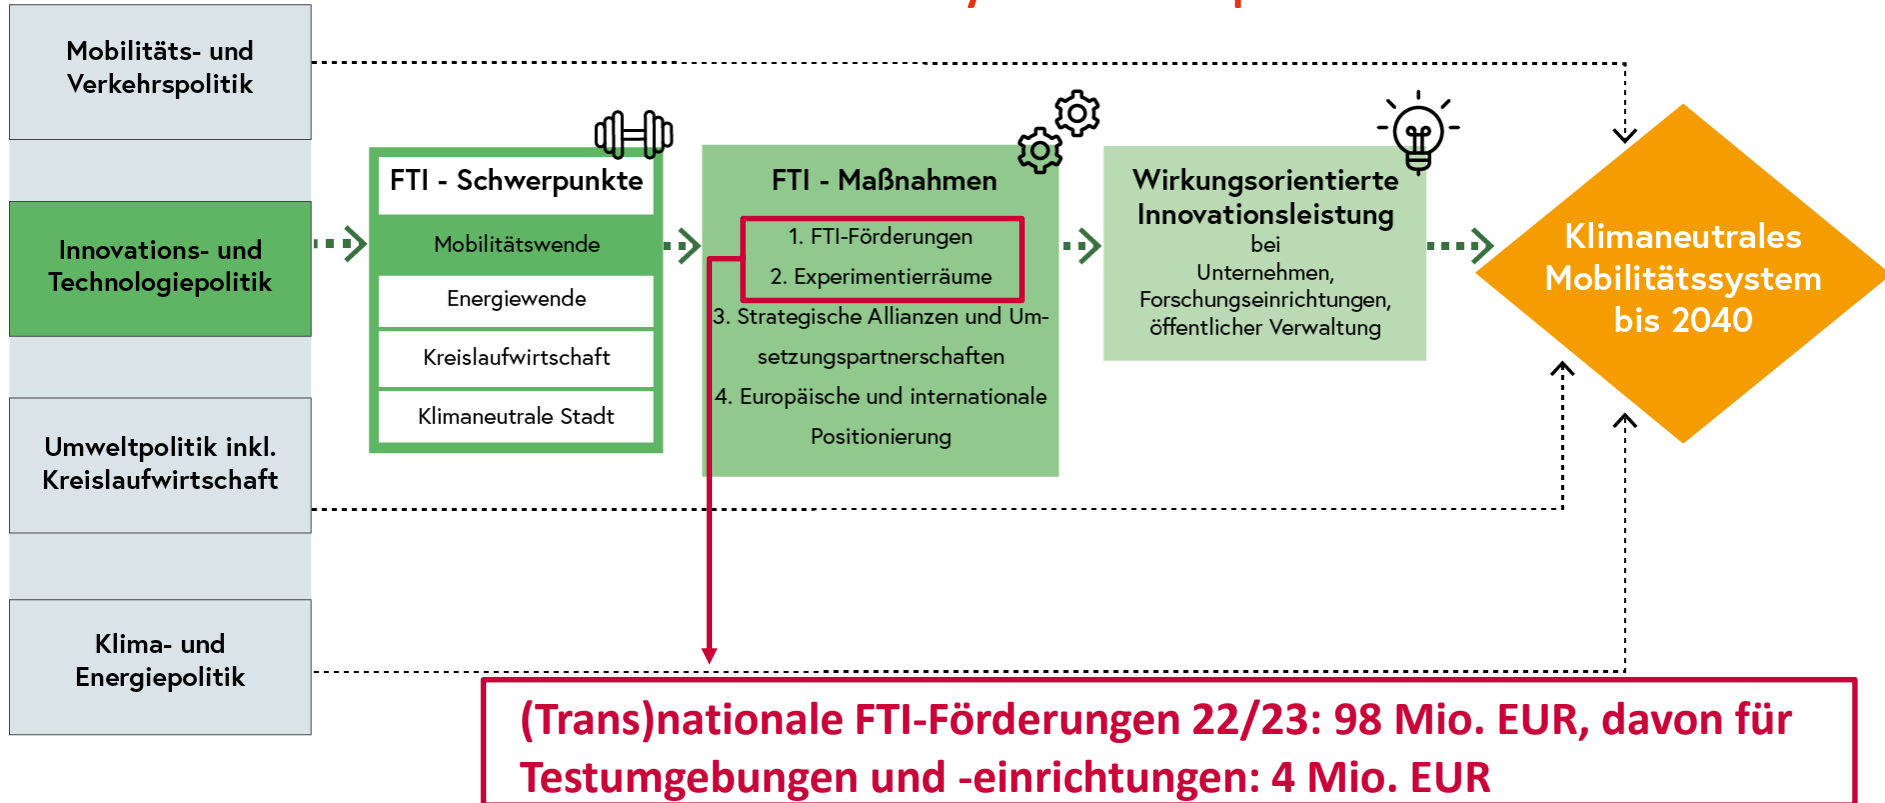 Mobilitäts- und
Verkehrspolitik
Innovations- und
Technologiepolitik
Umweltpolitik inkl.
Kreislaufwirtschaft
Klima- und
Energiepolitik
FTI - Schwerpunkte
Mobilitätswende
Energiewende
Kreislaufwirtschaft
Klimaneutrale Stadt
FTI - Maßnahmen
1. FTI-Förderungen
2. Experimentierräume
3. Strategische Allianzen und Um-
setzungspartnerschaften
4. Europäische und internationale
Positionierung
Wirkungsorientierte
Innovationsleistung
bei
Unternehmen,
Forschungseinrichtungen,
öffentlicher Verwaltung
Klimaneutrales
Mobilitätssystem
bis 2040
(Trans)nationale FTI-Förderungen 22/23: 98 Mio. EUR, davon für
Testumgebungen und -einrichtungen: 4 Mio. EUR